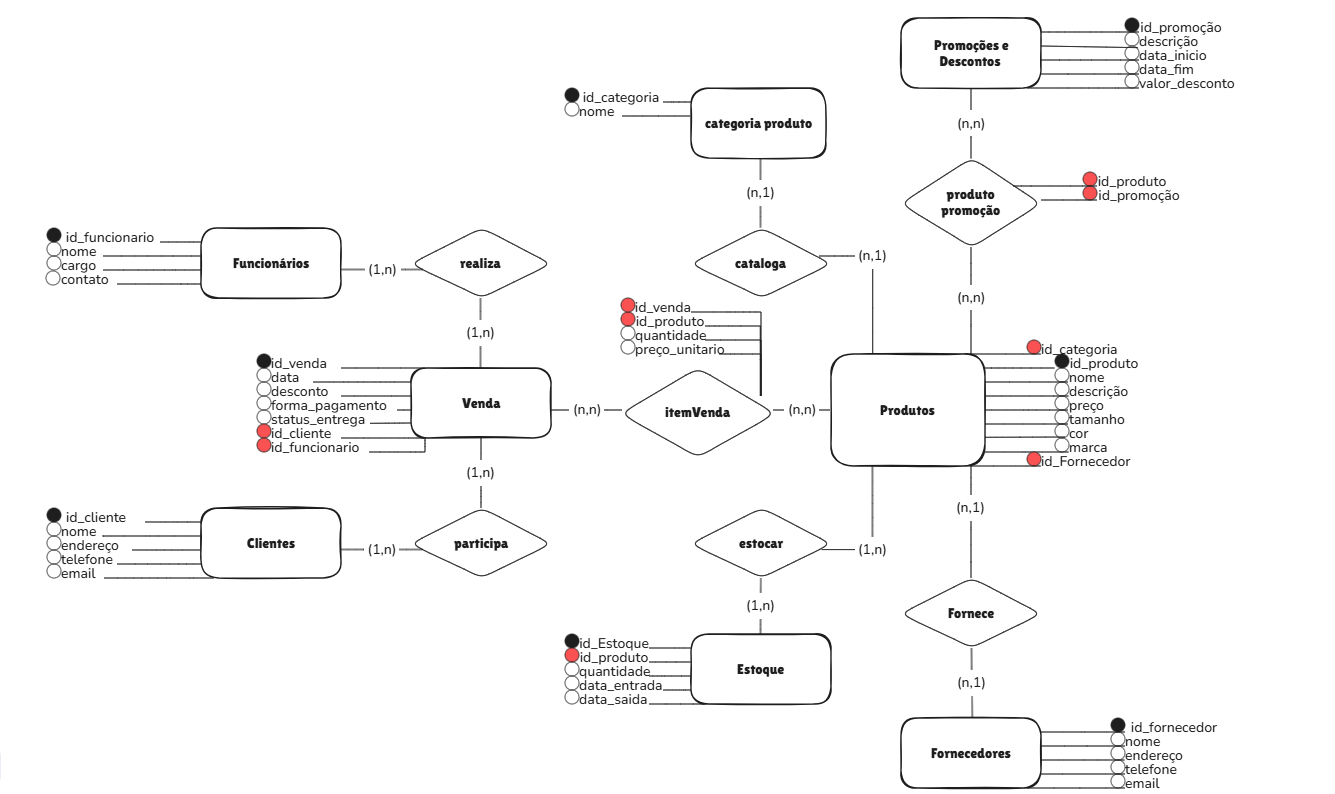 Promoções e
Descontos
id_promoção
descrição
data_inicio
data_fim
valor_desconto
id_categoria
nome
categoria produto
(n,n)
(n,1)
produto
promoção
id_produto
id_promoção
id_funcionario
nome
cargo
contato
Funcionários
(1,n)
realiza
cataloga
(n,1)
(n,n)
(1,n)
id_venda
id_produto
quantidade
preço_unitario
id_venda
data
desconto
forma_pagamento
status_entrega
id_cliente
id_funcionario
Venda
(n,n)
itemVenda
(n,n)
Produtos
id_categoria
id_produto
nome
descrição
preço
tamanho
cor
marca
id_Fornecedor
(1,n)
(n,1)
id_cliente
nome
endereço
telefone
email
Clientes
(1,n)
participa
estocar
(1,n)
(1,n)
Fornece
id_Estoque
id_produto
quantidade
data_entrada
data_saida
Estoque
(n,1)
Fornecedores
id_fornecedor
nome
endereço
telefone
email